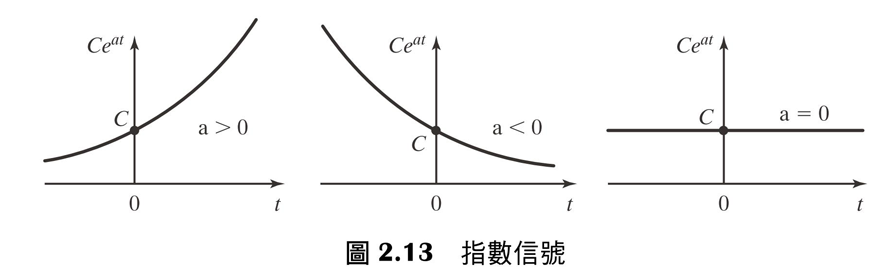 Ce^{at}
C
a > 0
0
t
Ce^{at}
C
a < 0
0
t
Ce^{at}
C
a = 0
0
t
圖 2.13 指數信號